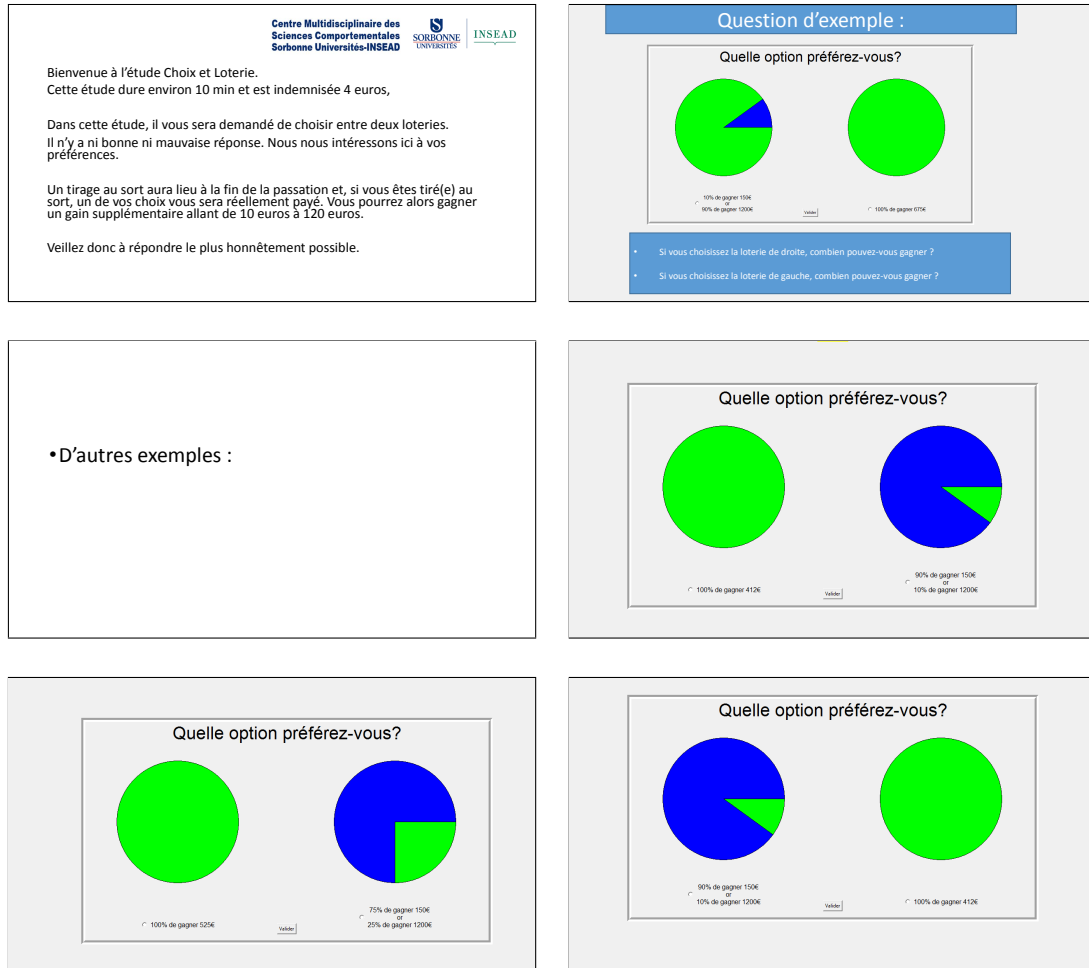 Centre Multidisciplinaire des
Sciences Comportementales
Sorbonne Universités-INSEAD
S
SORBONNE
UNIVERSITÉS
INSEAD
Bienvenue à l'étude Choix et Loterie.
Cette étude dure environ 10 min et est indemnisée 4 euros,
Dans cette étude, il vous sera demandé de choisir entre deux loteries.
Il n'y a ni bonne ni mauvaise réponse. Nous nous intéressons ici à vos
préférences.
Un tirage au sort aura lieu à la fin de la passation et, si vous êtes tiré(e) au
sort, un de vos choix vous sera réellement payé. Vous pourrez alors gagner
un gain supplémentaire allant de 10 euros à 120 euros.
Veillez donc à répondre le plus honnêtement possible.
Question d'exemple :
Quelle option préférez-vous?
10% de gagner 150€
or
90% de gagner 1200€
Valider
100% de gagner 675€
• Si vous choisissez la loterie de droite, combien pouvez-vous gagner ?
• Si vous choisissez la loterie de gauche, combien pouvez-vous gagner ?
•D'autres exemples :
Quelle option préférez-vous?
100% de gagner 412€
Valider
90% de gagner 150€
or
10% de gagner 1200€
Quelle option préférez-vous?
100% de gagner 525€
Valider
75% de gagner 150€
or
25% de gagner 1200€
Quelle option préférez-vous?
90% de gagner 150€
or
10% de gagner 1200€
Valider
100% de gagner 412€